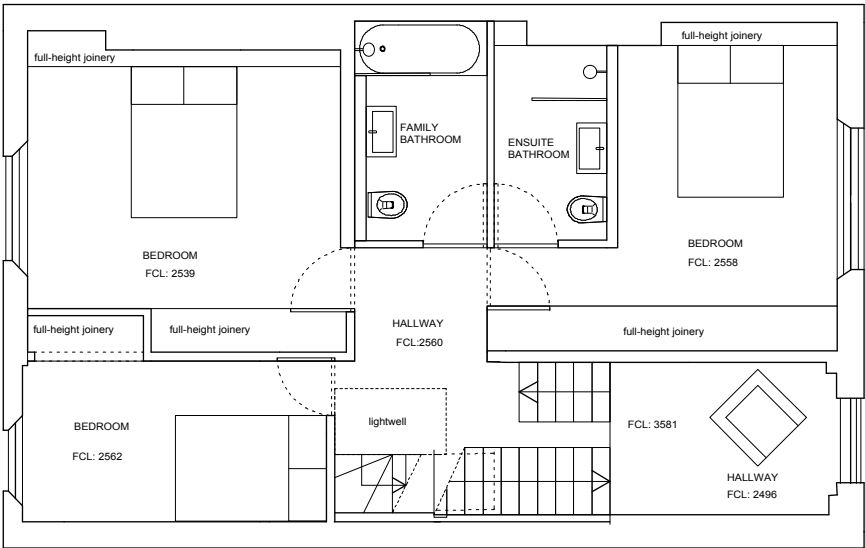 full-height joinery
full-height joinery
FAMILY
BATHROOM
ENSUITE
BATHROOM
BEDROOM
FCL: 2539
BEDROOM
FCL: 2558
full-height joinery
full-height joinery
HALLWAY
FCL:2560
full-height joinery
BEDROOM
FCL: 2562
lightwell
FCL: 3581
HALLWAY
FCL: 2496